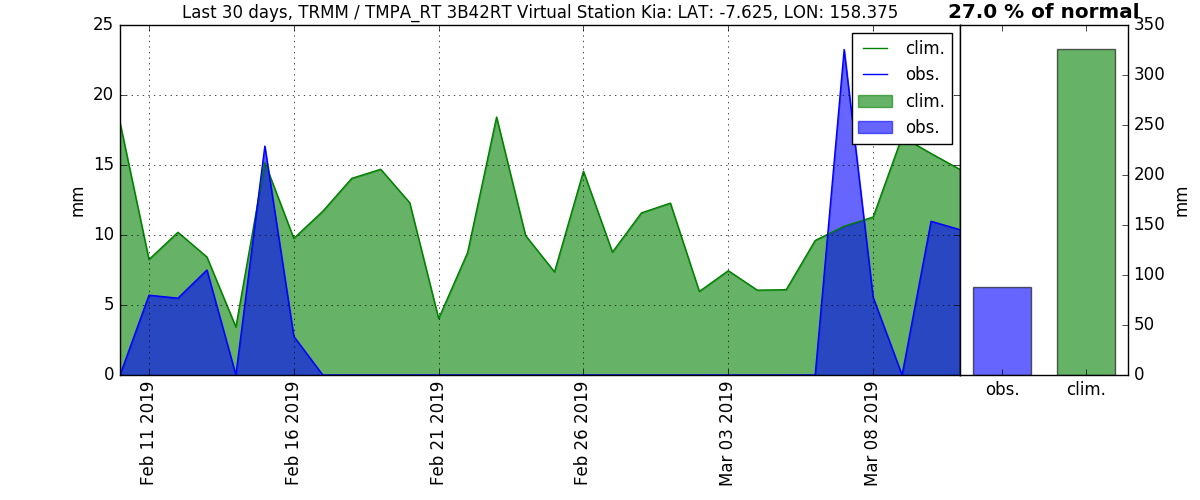 Last 30 days, TRMM / TMPA_RT 3B42RT Virtual Station Kia: LAT: -7.625, LON: 158.375
27.0 % of normal
25
20
15
10
5
0
mm
clim.
obs.
clim.
obs.
350
300
250
200
150
100
50
0
mm
Feb 11 2019
Feb 16 2019
Feb 21 2019
Feb 26 2019
Mar 03 2019
Mar 08 2019
obs.
clim.